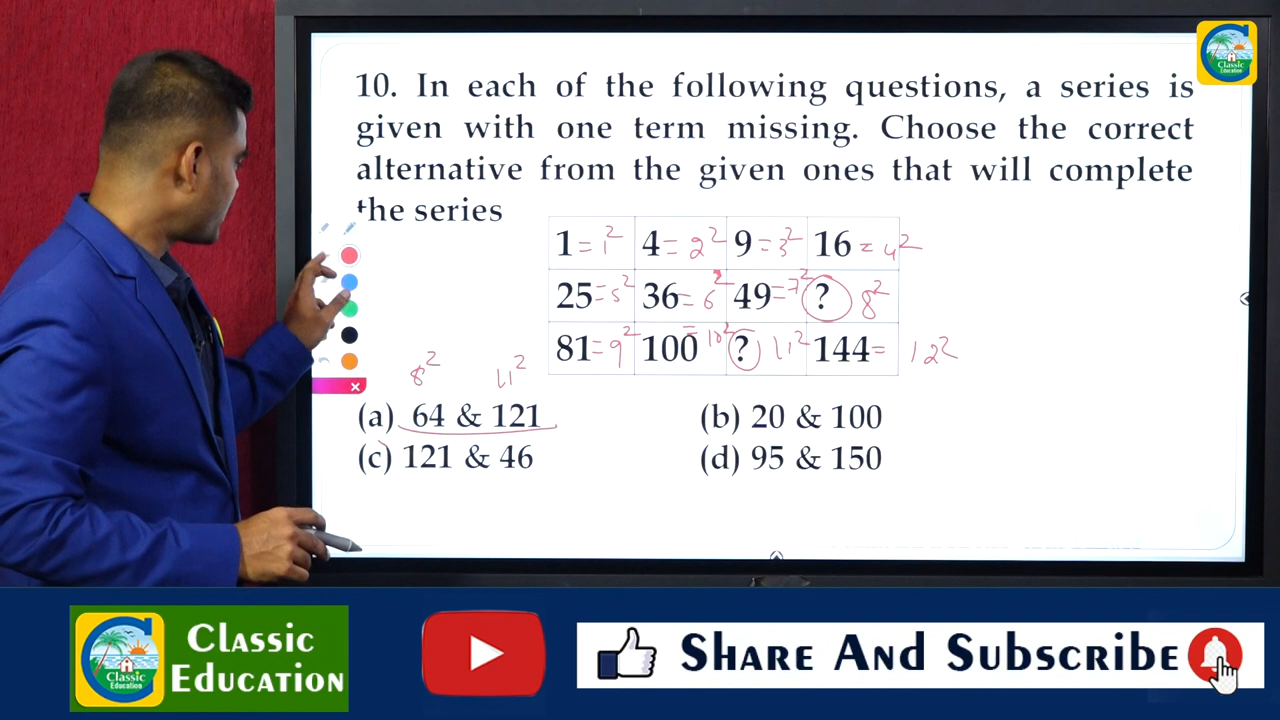 Classic
Education
10. In each of the following questions, a series is
given with one term missing. Choose the correct
alternative from the given ones that will complete
the series
1 = 1² 4 = 2² 9 = 3² 16 = 4²
25 = 5² 36 = 6² 49 = 7² ? 8²
81 = 9² 100 = 10² ? 11² 144 = 12²
8² 11²
(a) 64 & 121 (b) 20 & 100
(c) 121 & 46 (d) 95 & 150
Classic
Education
Classic
Education
Share And Subscribe